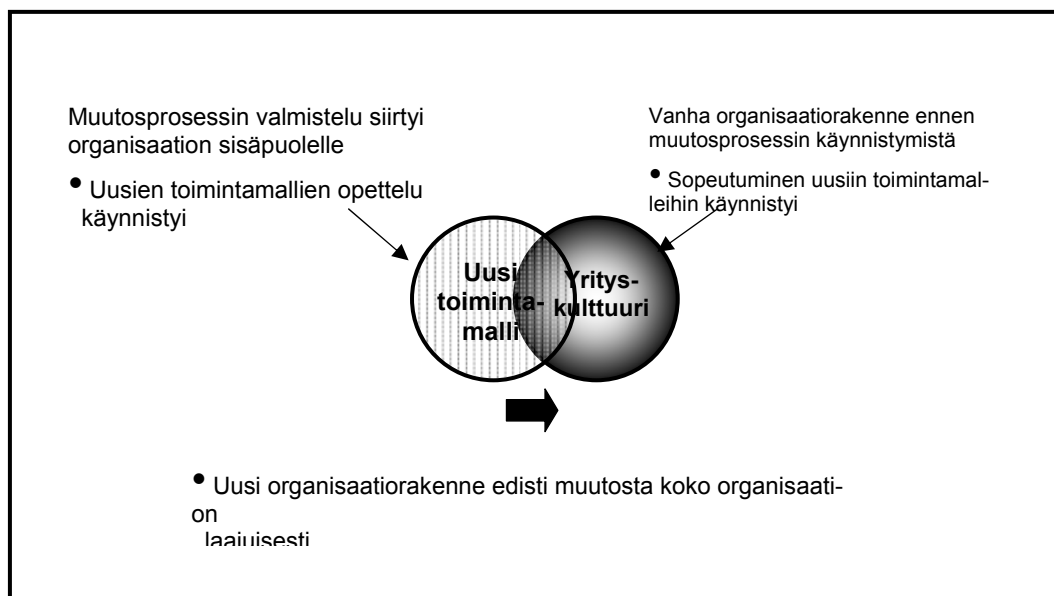 Muutosprosessin valmistelu siirtyi
organisaation sisäpuolelle
• Uusien toimintamallien opettelu
käynnistyi
Vanha organisaatiorakenne ennen
muutosprosessin käynnistymistä
• Sopeutuminen uusiin toimintamal-
leihin käynnistyi
Uusi
toiminta-
malli
Yritys-
kulttuuri
• Uusi organisaatiorakenne edisti muutosta koko organisaati-
on
laajuisesti